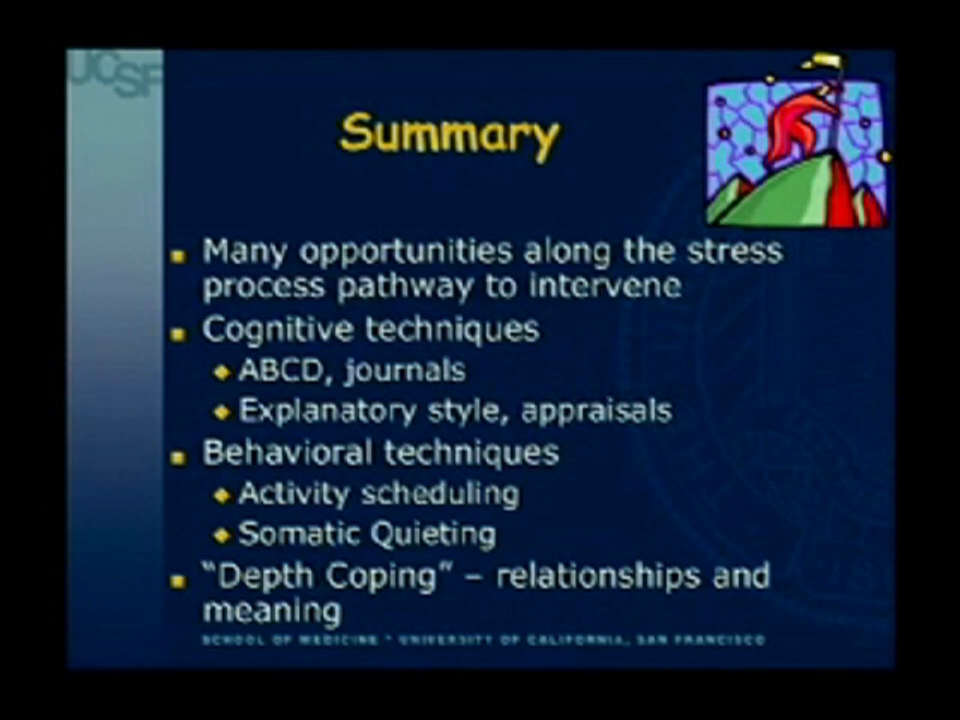 UCSF
Summary
Many opportunities along the stress
process pathway to intervene
Cognitive techniques
ABCD, journals
Explanatory style, appraisals
Behavioral techniques
Activity scheduling
Somatic Quieting
“Depth Coping” – relationships and
meaning
SCHOOL OF MEDICINE * UNIVERSITY OF CALIFORNIA, SAN FRANCISCO